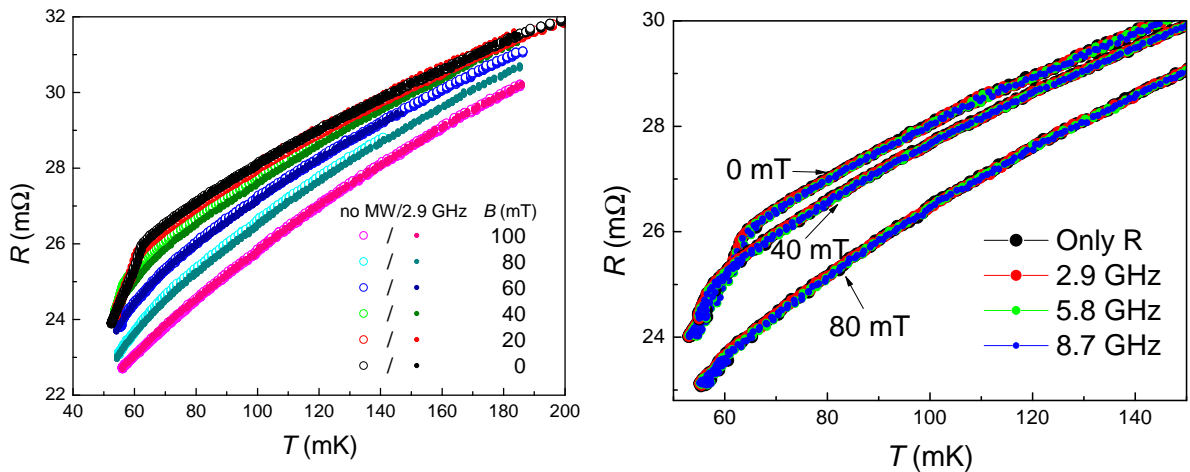 32
30
28
26
24
22
R (mΩ)
no MW/2.9 GHz B (mT)
/ 100
/ 80
/ 60
/ 40
/ 20
/ 0
40 60 80 100 120 140 160 180 200
T (mK)
30
28
26
24
R (mΩ)
0 mT
40 mT
80 mT
Only R
2.9 GHz
5.8 GHz
8.7 GHz
60 80 100 120 140
T (mK)